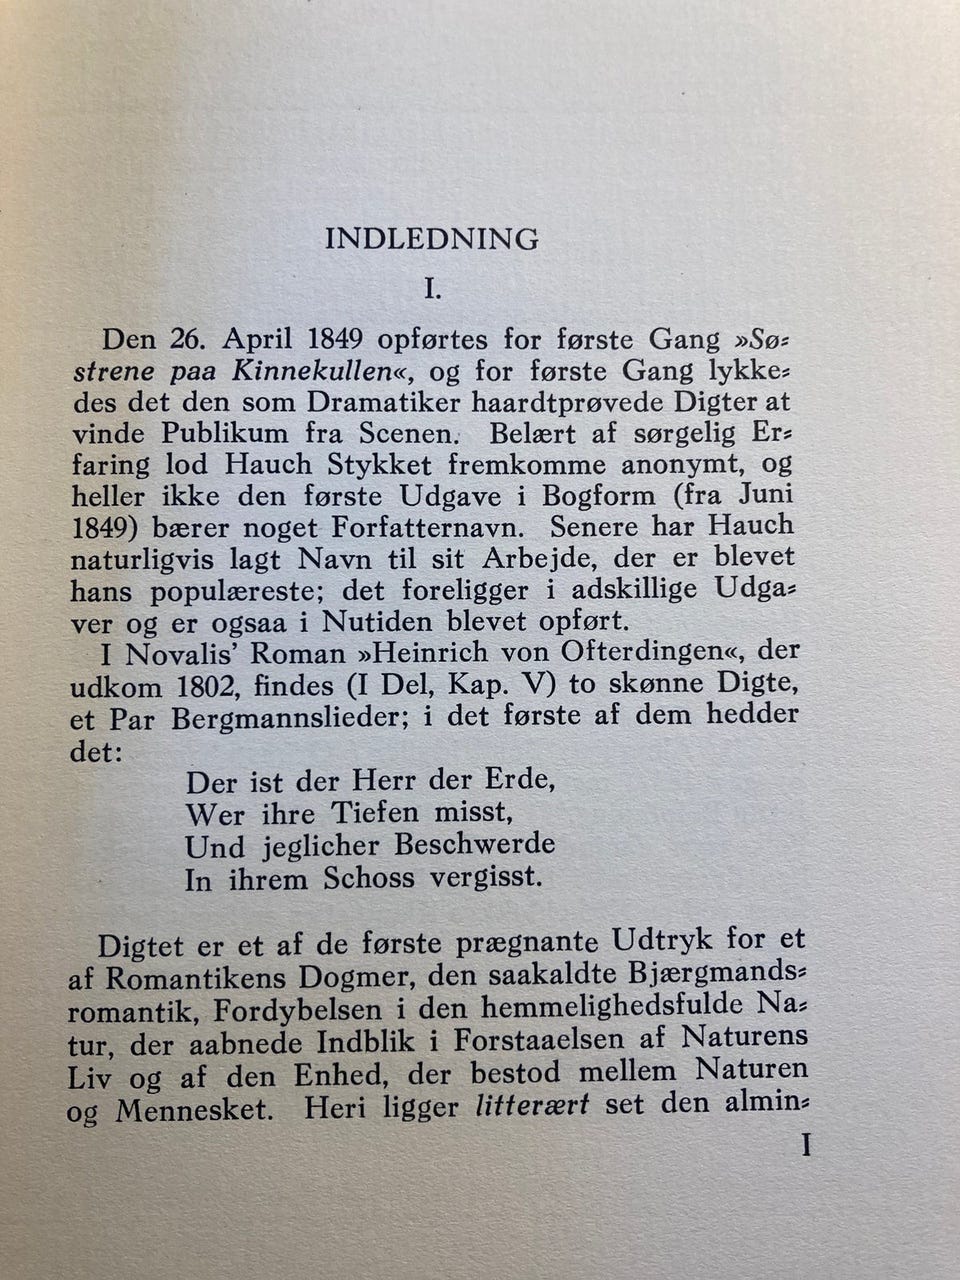 INDLEDNING
I.
Den 26. April 1849 opførtes for første Gang »Sø⸗
strene paa Kinnekullen«, og for første Gang lykke⸗
des det den som Dramatiker haardtprøvede Digter at
vinde Publikum fra Scenen. Belært af sørgelig Er⸗
faring lod Hauch Stykket fremkomme anonymt, og
heller ikke den første Udgave i Bogform (fra Juni
1849) bærer noget Forfatternavn. Senere har Hauch
naturligvis lagt Navn til sit Arbejde, der er blevet
hans populæreste; det foreligger i adskillige Udga⸗
ver og er ogsaa i Nutiden blevet opført.
I Novalis’ Roman »Heinrich von Ofterdingen«, der
udkom 1802, findes (I Del, Kap. V) to skønne Digte,
et Par Bergmannslieder; i det første af dem hedder
det:
Der ist der Herr der Erde,
Wer ihre Tiefen misst,
Und jeglicher Beschwerde
In ihrem Schoss vergisst.
Digtet er et af de første prægnante Udtryk for et
af Romantikens Dogmer, den saakaldte Bjærgmands⸗
romantik, Fordybelsen i den hemmelighedsfulde Na⸗
tur, der aabnede Indblik i Forstaaelsen af Naturens
Liv og af den Enhed, der bestod mellem Naturen
og Mennesket. Heri ligger litterært set den almin⸗
I